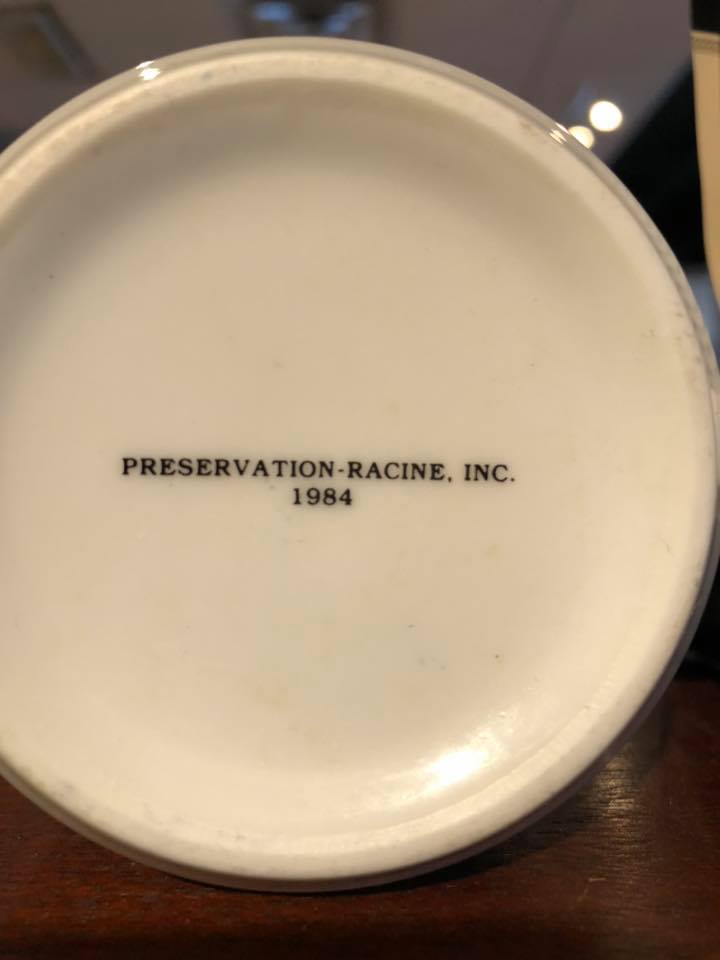 PRESERVATION-RACINE, INC.
1984